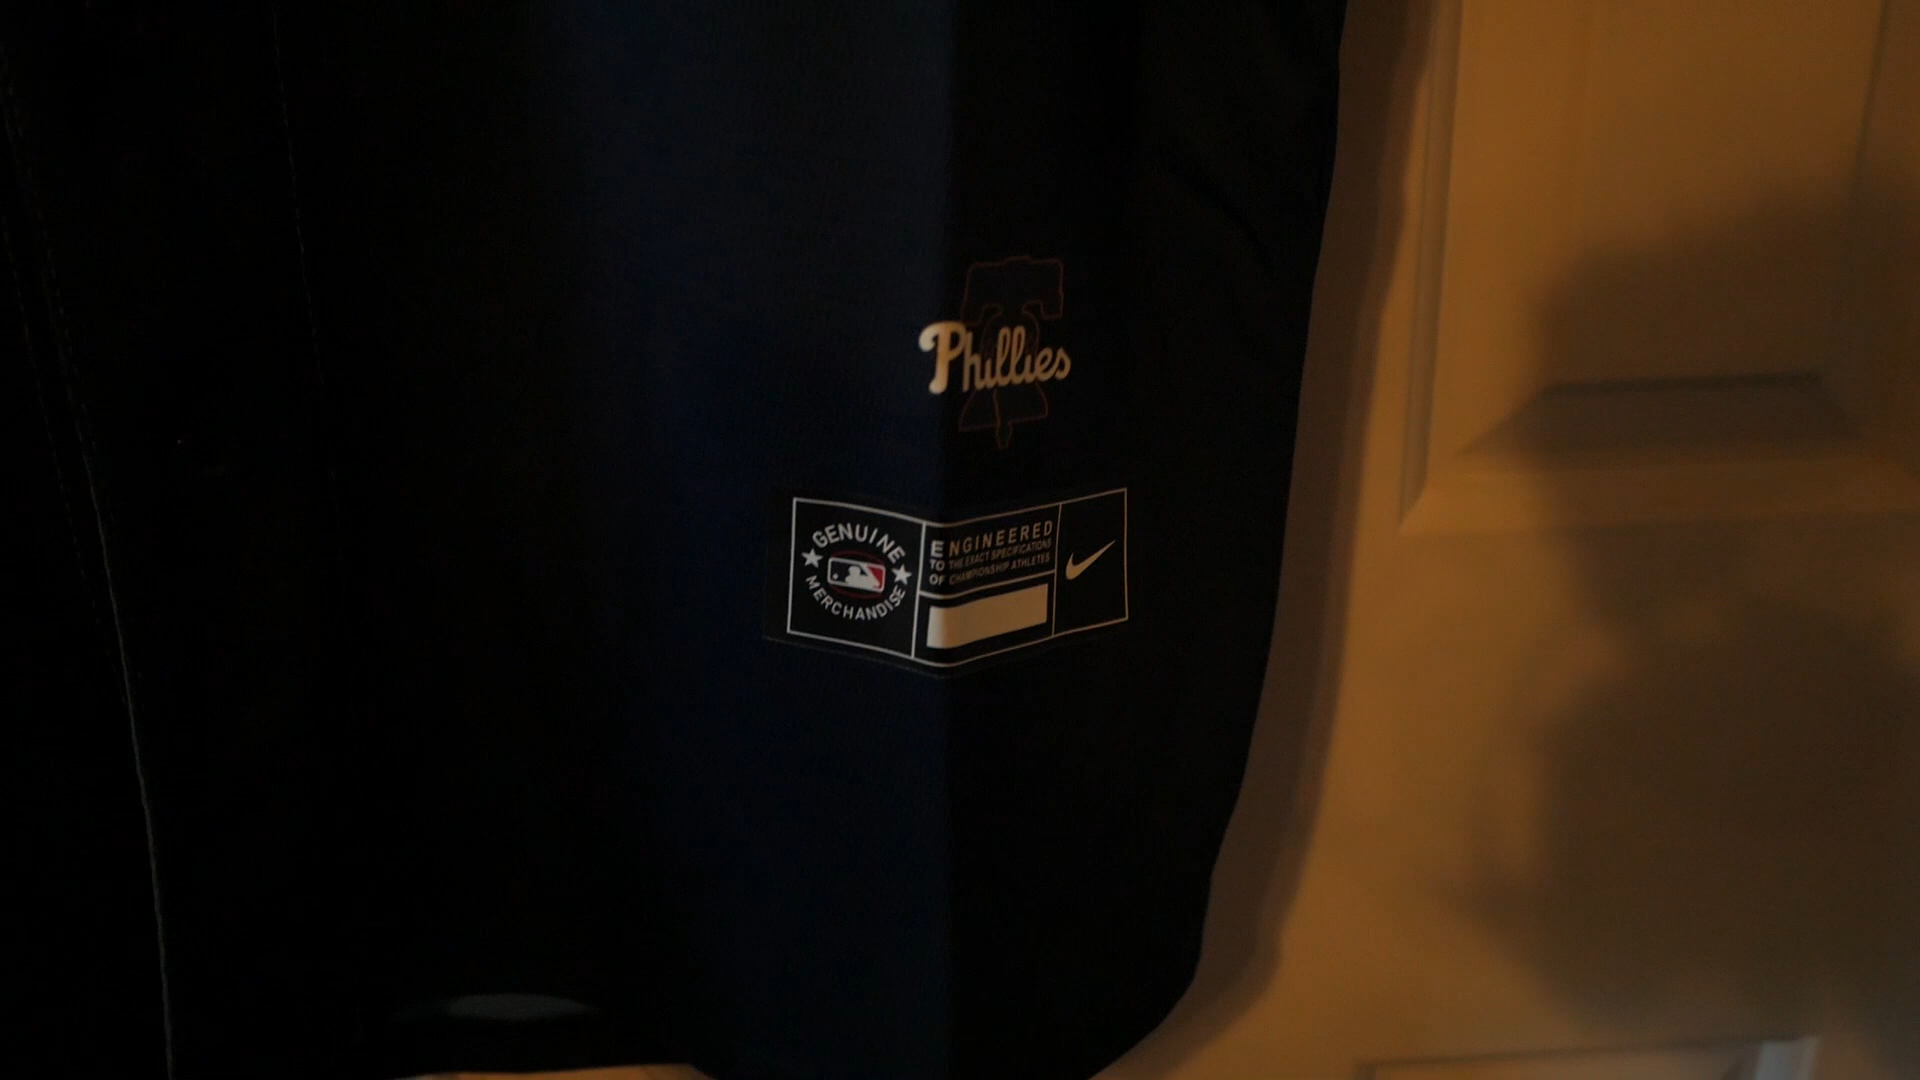 Phillies
GENUINE
MERCHANDISE
ENGINEERED
TO THE EXACT SPECIFICATIONS
OF CHAMPIONSHIP ATHLETES